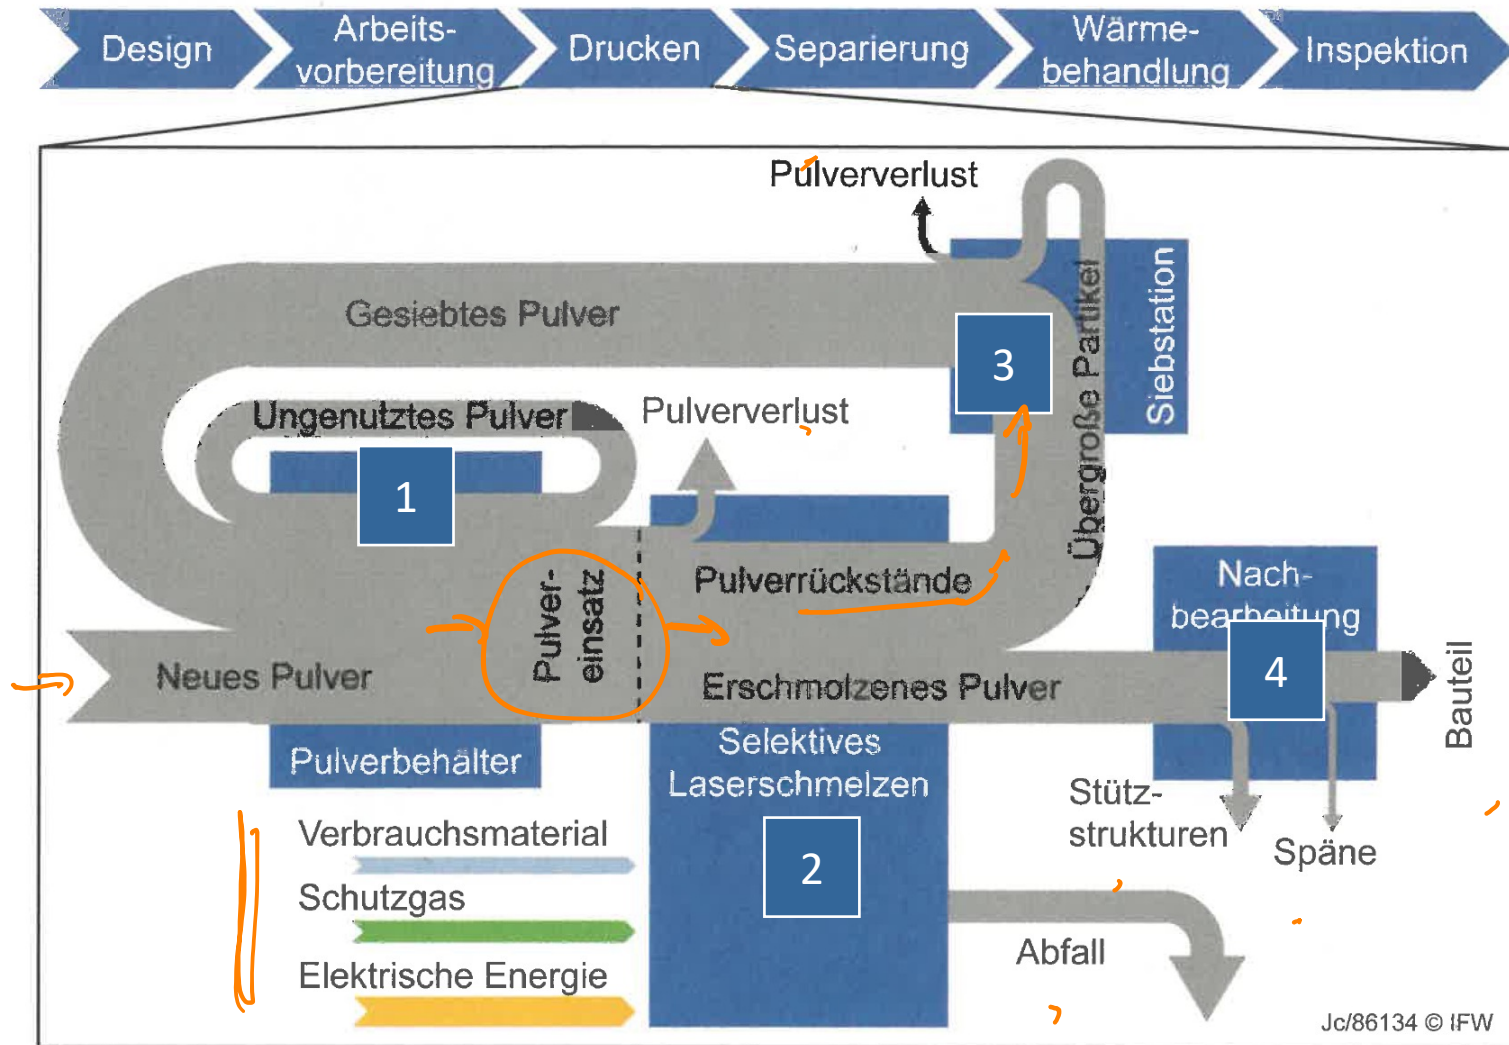 Design
Arbeits-
vorbereitung
Drucken
Separierung
Wärme-
behandlung
Inspektion
Pulververlust
Gesiebtes Pulver
3
Übergroße Partikel
Siebstation
Ungenutztes Pulver
Pulververlust
1
Pulver-
einsatz
Pulverrückstände
Nach-
bearbeitung
Neues Pulver
Erschmolzenes Pulver
4
Bauteil
Pulverbehälter
Selektives
Laserschmelzen
Stütz-
strukturen
Späne
Verbrauchsmaterial
2
Schutzgas
Elektrische Energie
Abfall
Jc/86134 © IFW